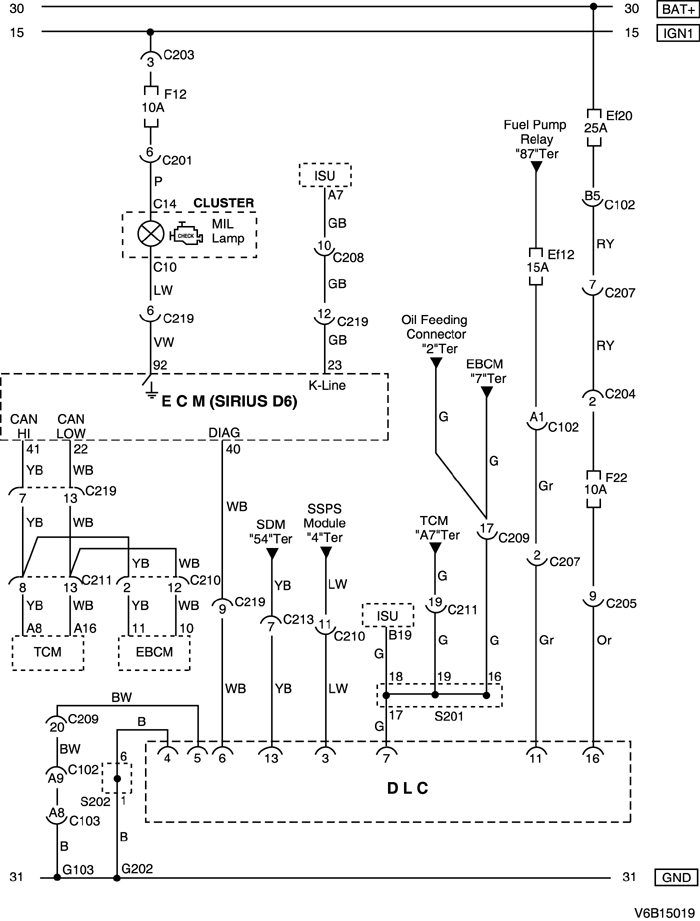 30 30 BAT+
15 15 IGN1
3 C203
F12
10A
Ef20
25A
Fuel Pump
Relay
"87"Ter
6 C201
P
C14 CLUSTER
MIL
Lamp
CHECK
C10
LW
6 C219
VW
92
ISU
A7
GB
10 C208
GB
12 C219
GB
23
K-Line
B5 C102
RY
7 C207
RY
C204
2
F22
10A
9 C205
Or
Ef12
15A
A1 C102
Gr
2 C207
Gr
Oil Feeding
Connector
"2"Ter
G
EBCM
"7"Ter
G
17 C209
G
ECM (SIRIUS D6)
CAN
HI
CAN
LOW
DIAG
41 22 40
YB WB
7 13 C219
YB WB
YB WB
8 13 C211 2 12 C210
YB WB YB WB
A8 A16 11 10
TCM EBCM
WB
9 C219
WB
SDM
"54"Ter
YB
7 C213
YB
SSPS
Module
"4"Ter
LW
11 C210
LW
TCM
"A7"Ter
G
19 C211
G
ISU
B19
G
18 19 16
17 S201
G
BW
20 C209
BW
A9 C102
A8 C103
B
G103
B
6
S202 1
B
G202
4 5 6 13 3 7 11 16
DLC
31 31 GND
V6B15019